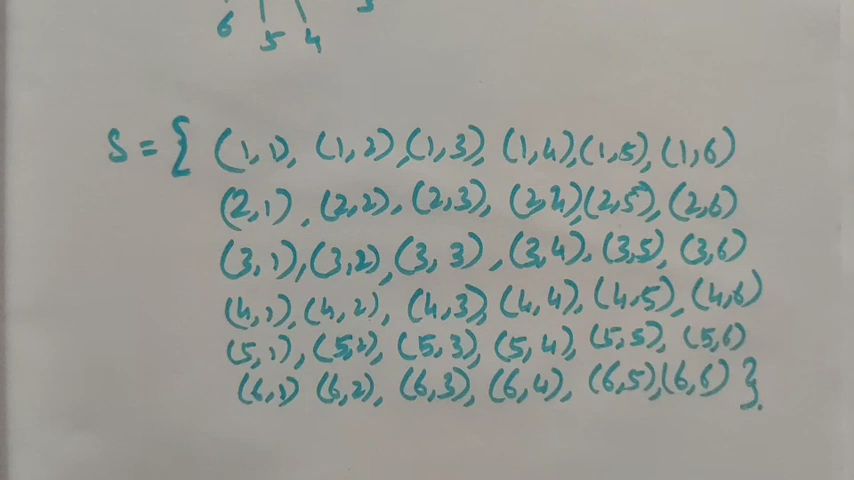 3
6 5 4
S = { (1,1), (1,2), (1,3), (1,4), (1,5), (1,6)
(2,1), (2,2), (2,3), (2,4), (2,5), (2,6)
(3,1), (3,2), (3,3), (3,4), (3,5), (3,6)
(4,1), (4,2), (4,3), (4,4), (4,5), (4,6)
(5,1), (5,2), (5,3), (5,4), (5,5), (5,6)
(6,1) (6,2), (6,3), (6,4), (6,5), (6,6) }.